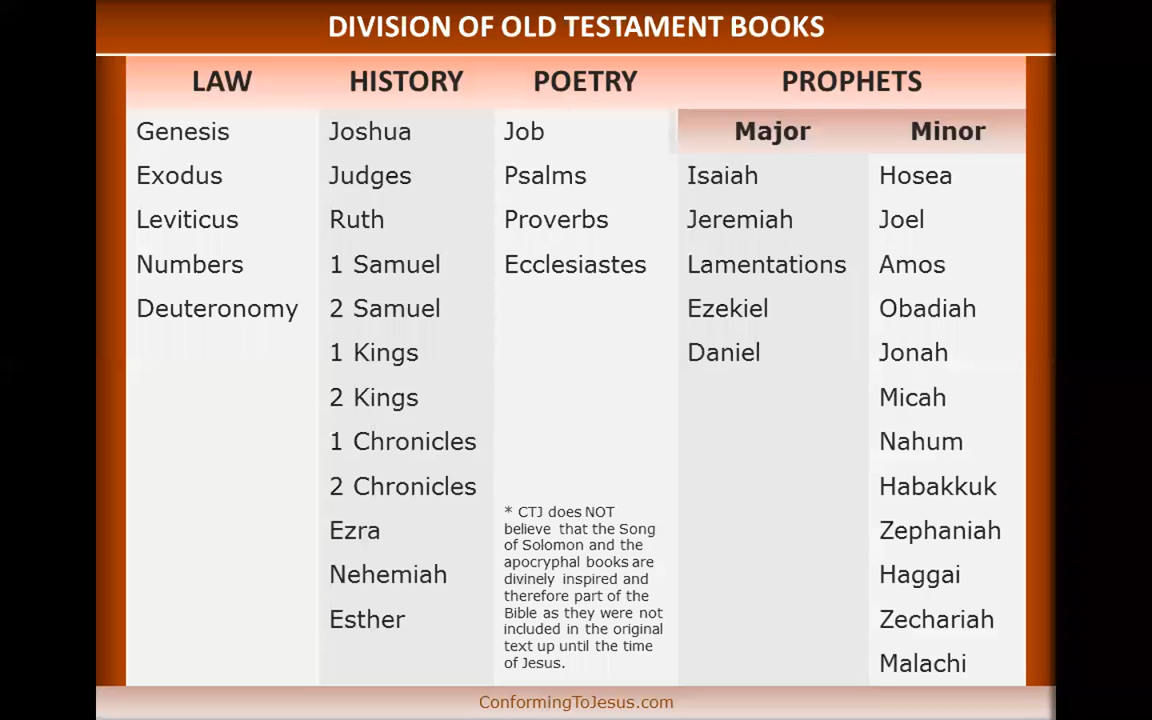 DIVISION OF OLD TESTAMENT BOOKS
LAW
Genesis
Exodus
Leviticus
Numbers
Deuteronomy
HISTORY
Joshua
Judges
Ruth
1 Samuel
2 Samuel
1 Kings
2 Kings
1 Chronicles
2 Chronicles
Ezra
Nehemiah
Esther
POETRY
Job
Psalms
Proverbs
Ecclesiastes
* CTJ does NOT
believe that the Song
of Solomon and the
apocryphal books are
divinely inspired and
therefore part of the
Bible as they were not
included in the original
text up until the time
of Jesus.
PROPHETS
Major
Isaiah
Jeremiah
Lamentations
Ezekiel
Daniel
Minor
Hosea
Joel
Amos
Obadiah
Jonah
Micah
Nahum
Habakkuk
Zephaniah
Haggai
Zechariah
Malachi
ConformingToJesus.com